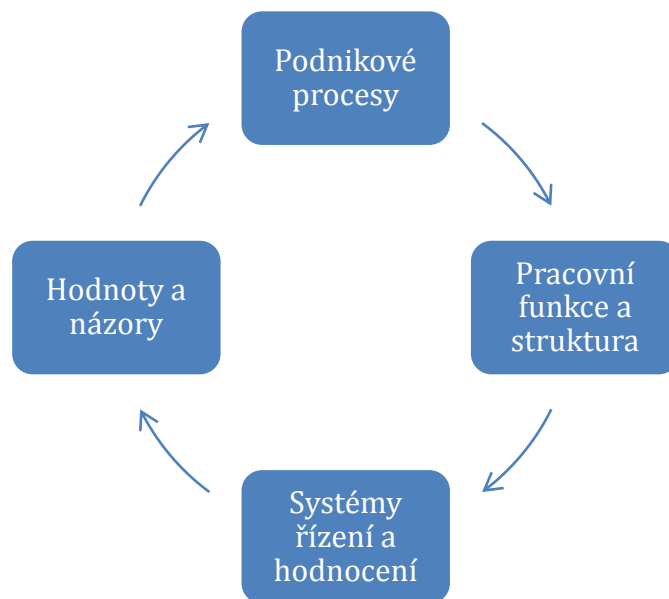 Podnikové
procesy
Pracovní
funkce a
struktura
Systémy
řízení a
hodnocení
Hodnoty a
názory